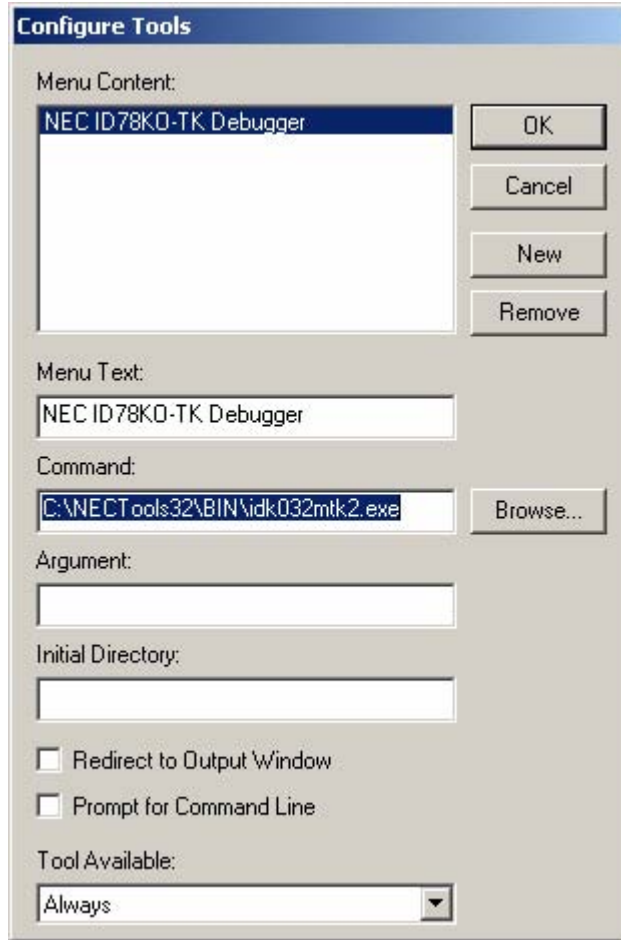 Configure Tools
Menu Content:
NEC ID78K0-TK Debugger
OK
Cancel
New
Remove
Menu Text:
NEC ID78K0-TK Debugger
Command:
C:\NECTools32\BIN\idk032mtk2.exe
Browse...
Argument:
Initial Directory:
Redirect to Output Window
Prompt for Command Line
Tool Available:
Always